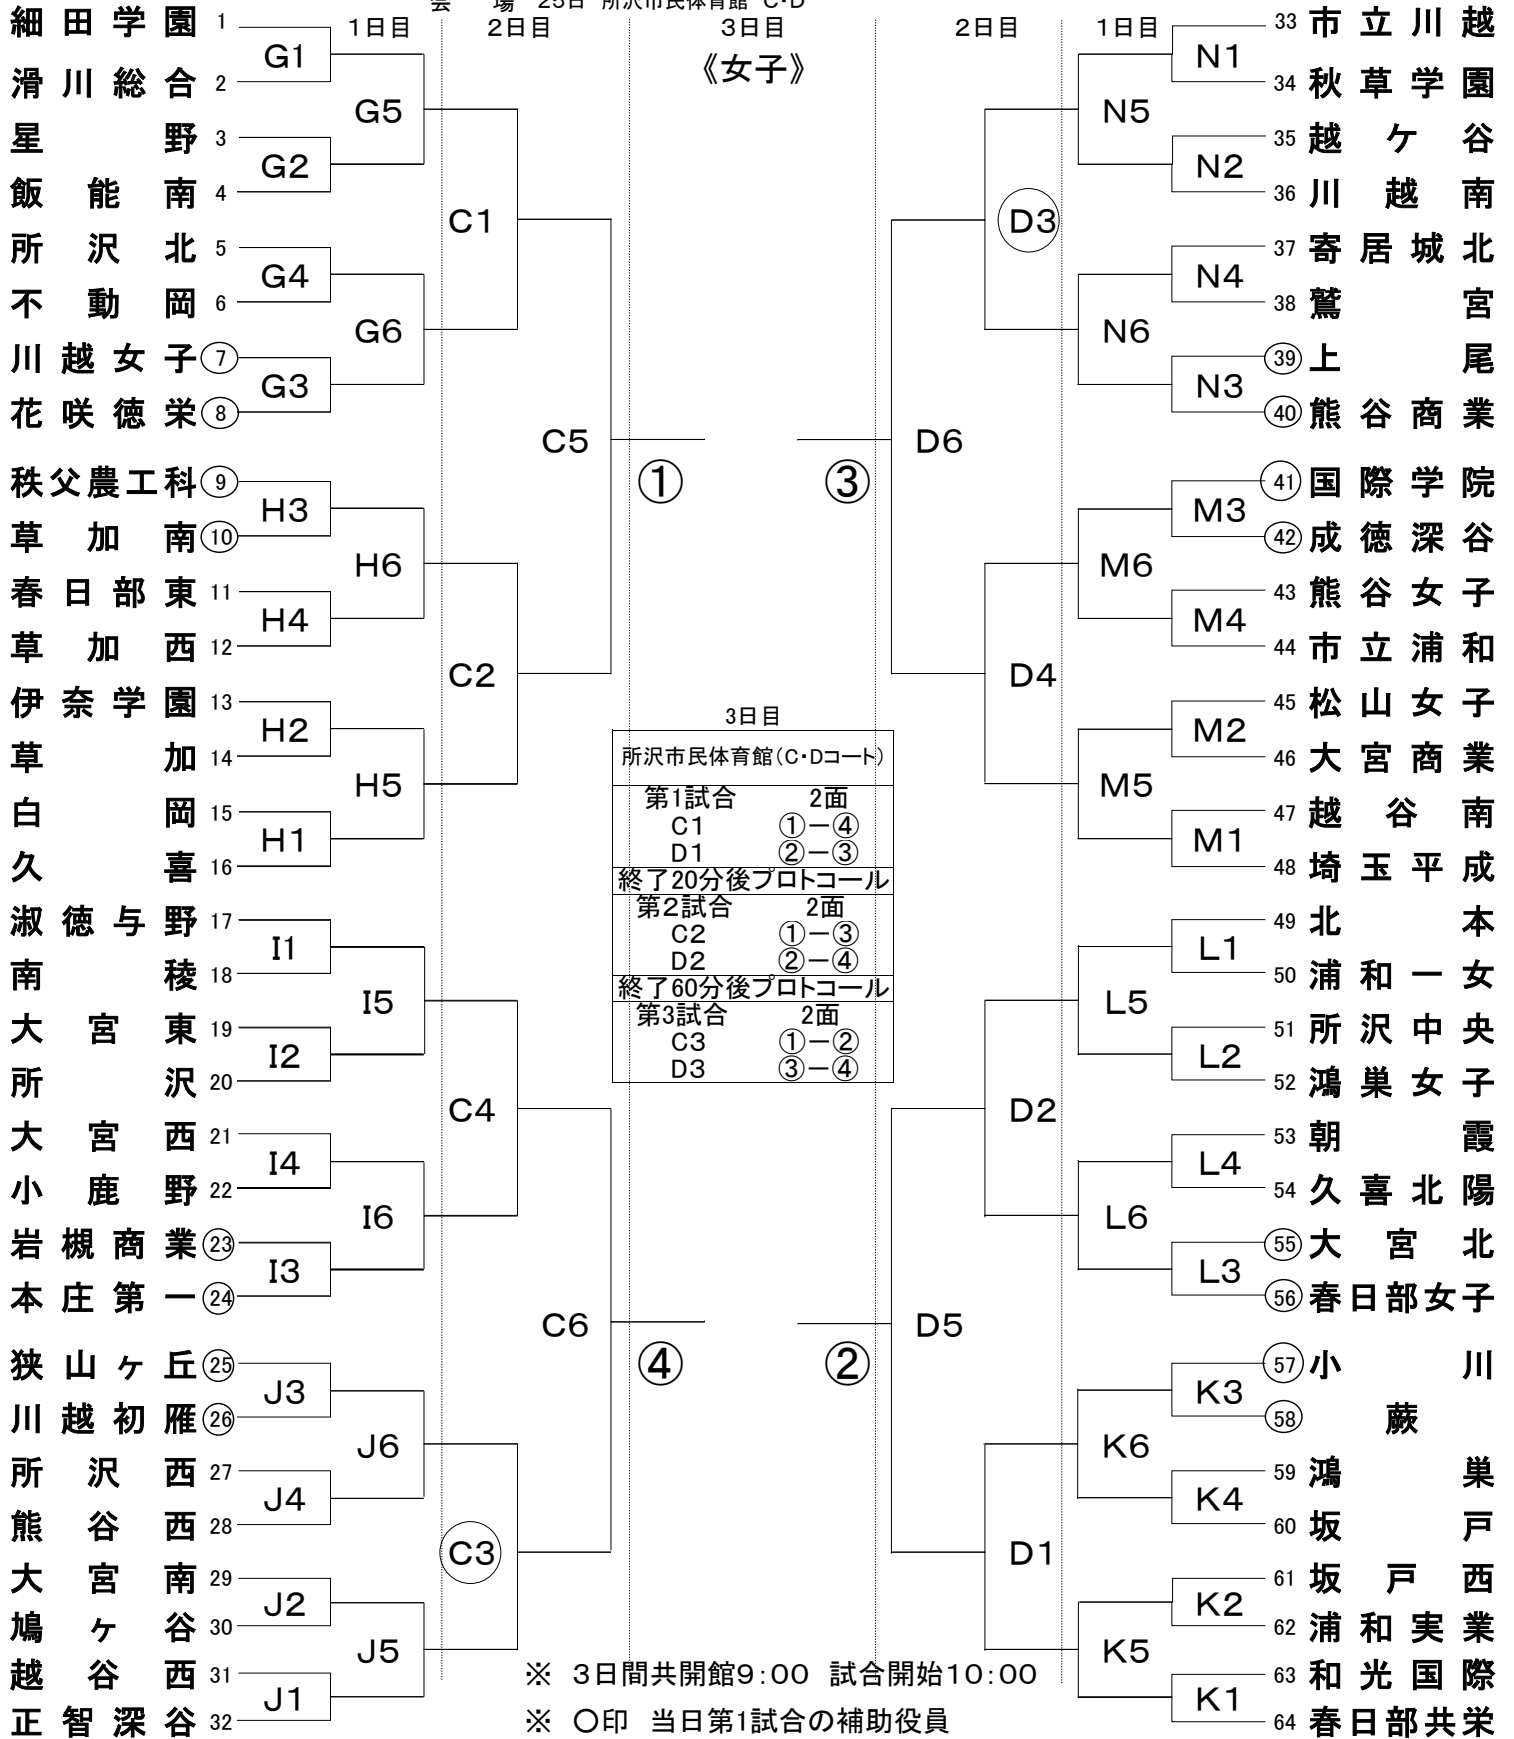 会場 25日 所沢市民体育館 C・D
1日目 2日目 3日目 2日目 1日目
《女子》
細田学園 1
滑川総合 2
星野 3
飯能南 4
所沢北 5
不動岡 6
川越女子 ⑦
花咲徳栄 ⑧
秩父農工科 ⑨
草加南 ⑩
春日部東 11
草加西 12
伊奈学園 13
草加 14
白岡 15
久喜 16
淑徳与野 17
南稜 18
大宮東 19
所沢 20
大宮西 21
小鹿野 22
岩槻商業 ㉓
本庄第一 ㉔
狭山ヶ丘 ㉕
川越初雁 ㉖
所沢西 27
熊谷西 28
大宮南 29
鳩ヶ谷 30
越谷西 31
正智深谷 32
G1
G2
G4
G3
H3
H4
H2
H1
I1
I2
I4
I3
J3
J4
J2
J1
G5
G6
H6
H5
I5
I6
J6
J5
C1
C2
C4
C3
C5
C6
①
④
3日目
所沢市民体育館(C・Dコート)
第1試合 2面
C1 ①－④
D1 ②－③
終了20分後プロトコール
第2試合 2面
C2 ①－③
D2 ②－④
終了60分後プロトコール
第3試合 2面
C3 ①－②
D3 ③－④
③
②
D6
D5
D3
D4
D2
D1
N5
N6
M6
M5
L5
L6
K6
K5
N1
N2
N4
N3
M3
M4
M2
M1
L1
L2
L4
L3
K3
K4
K2
K1
33 市立川越
34 秋草学園
35 越ケ谷
36 川越南
37 寄居城北
38 鷲宮
㊴ 上尾
㊵ 熊谷商業
㊶ 国際学院
㊷ 成徳深谷
43 熊谷女子
44 市立浦和
45 松山女子
46 大宮商業
47 越谷南
48 埼玉平成
49 北本
50 浦和一女
51 所沢中央
52 鴻巣女子
53 朝霞
54 久喜北陽
55 大宮北
56 春日部女子
57 小川
58 蕨
59 鴻巣
60 坂戸
61 坂戸西
62 浦和実業
63 和光国際
64 春日部共栄
※ 3日間共開館9:00 試合開始10:00
※ ○印 当日第1試合の補助役員